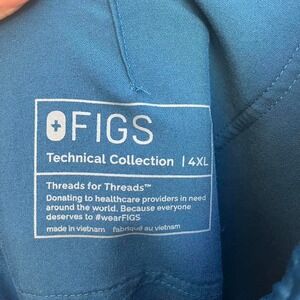 FIGS
Technical Collection | 4XL
Threads for Threads™
Donating to healthcare providers in need
around the world. Because everyone
deserves to #wearFIGS
made in vietnam fabriqué au vietnam